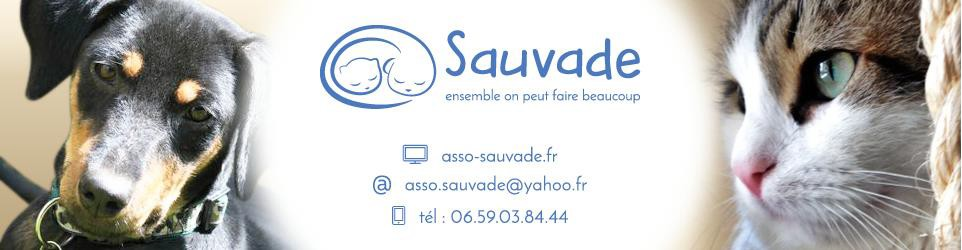 Sauvade
ensemble on peut faire beaucoup
asso-sauvade.fr
@ asso.sauvade@yahoo.fr
tél : 06.59.03.84.44